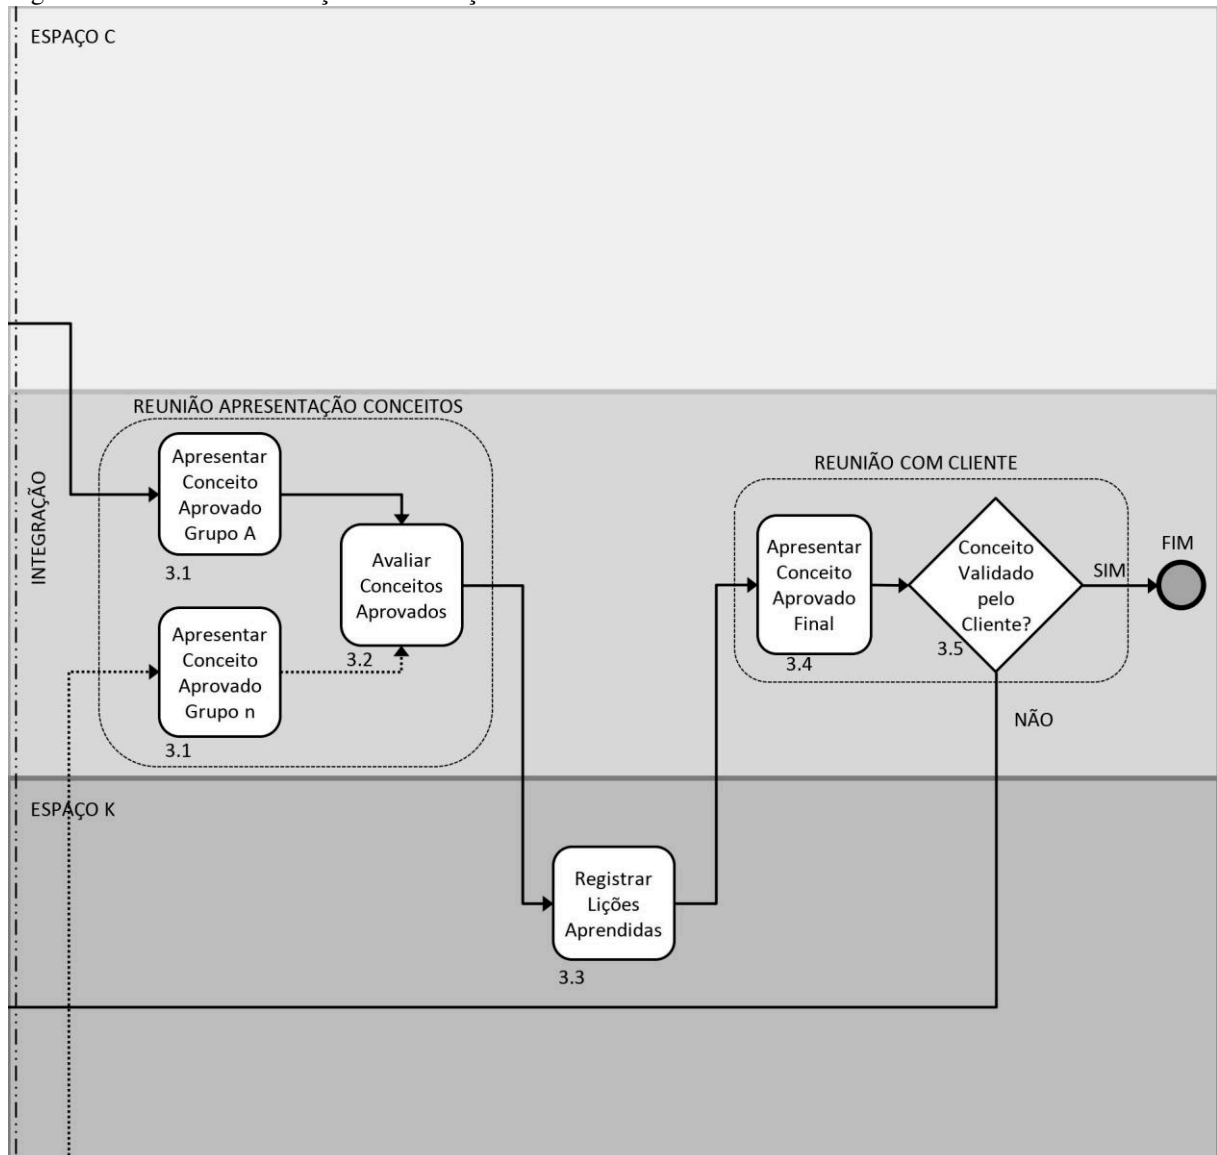 ESPAÇO C
REUNIÃO APRESENTAÇÃO CONCEITOS
INTEGRAÇÃO
Apresentar
Conceito
Aprovado
Grupo A
3.1
Avaliar
Conceitos
Aprovados
3.2
Apresentar
Conceito
Aprovado
Grupo n
3.1
REUNIÃO COM CLIENTE
Apresentar
Conceito
Aprovado
Final
3.4
Conceito
Validado
pelo
Cliente?
3.5
SIM
FIM
NÃO
ESPAÇO K
Registrar
Lições
Aprendidas
3.3